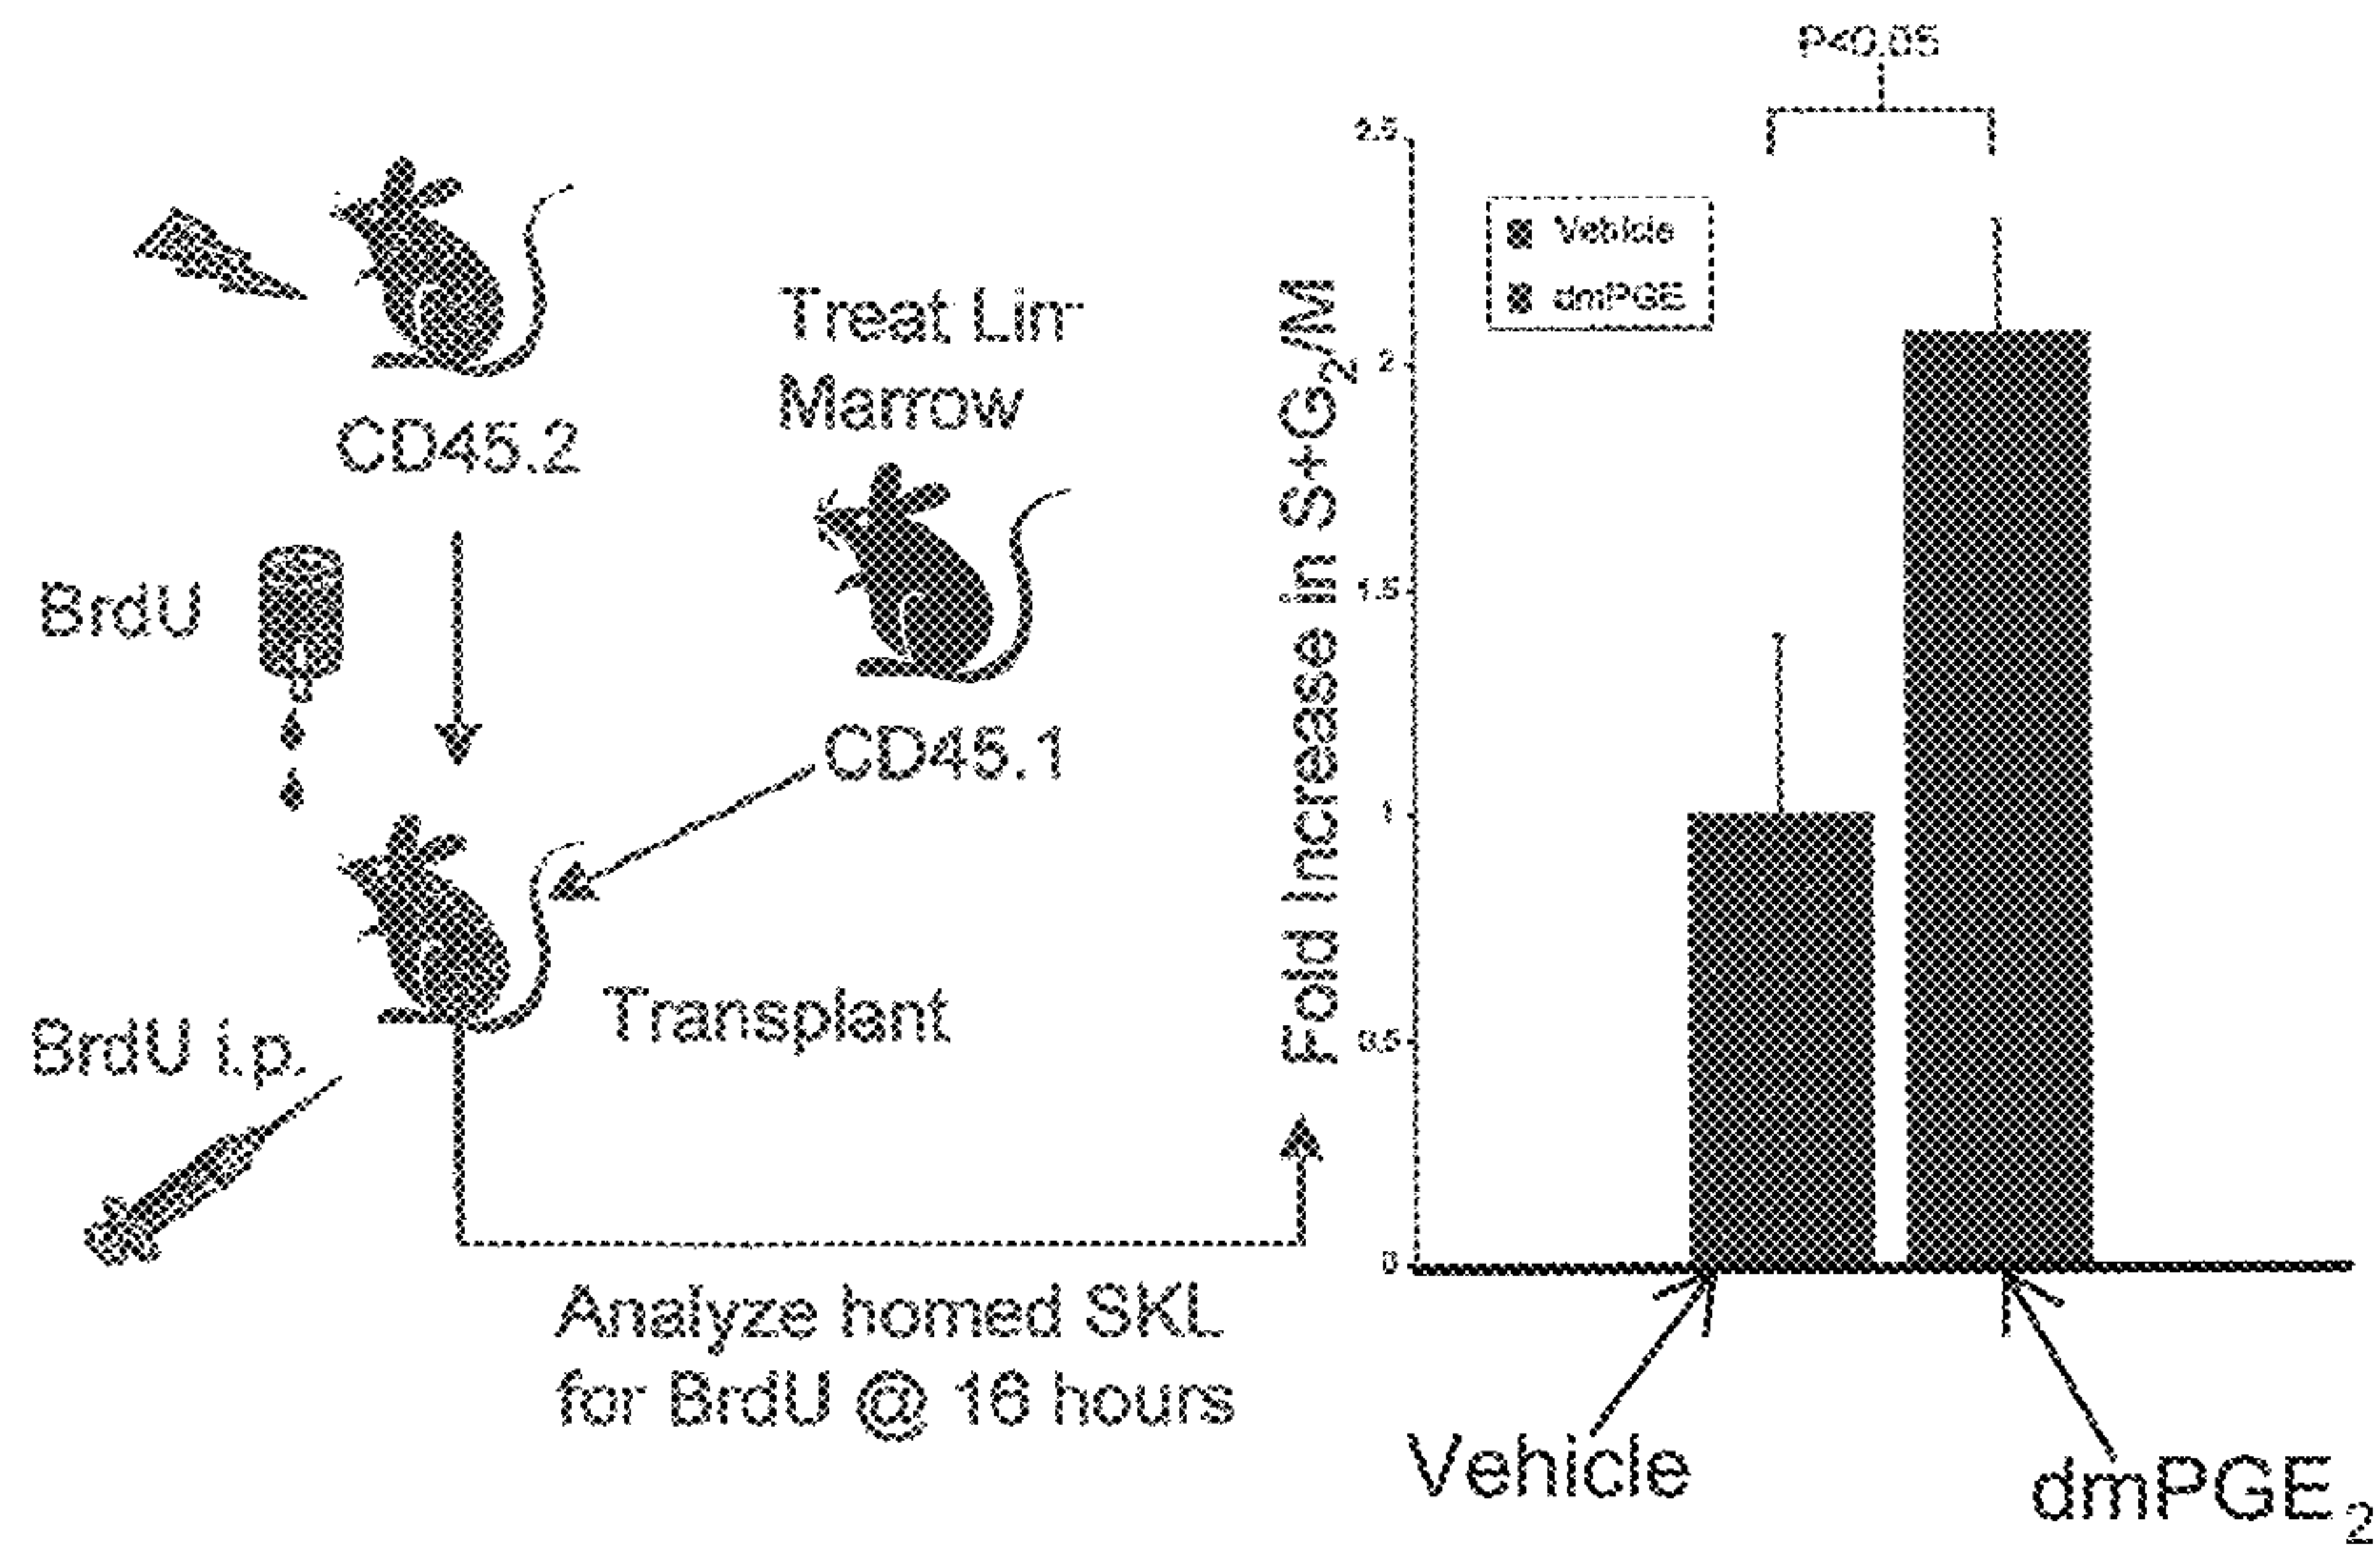 CD45.2
Treat Lin⁻
Marrow
CD45.1
BrdU
BrdU i.p.
Transplant
Analyze homed SKL
for BrdU @ 16 hours
Fold Increase in S+G₂/M
P<0.05
2.5
2
1.5
1
0.5
0
Vehicle
dmPGE
Vehicle
dmPGE₂